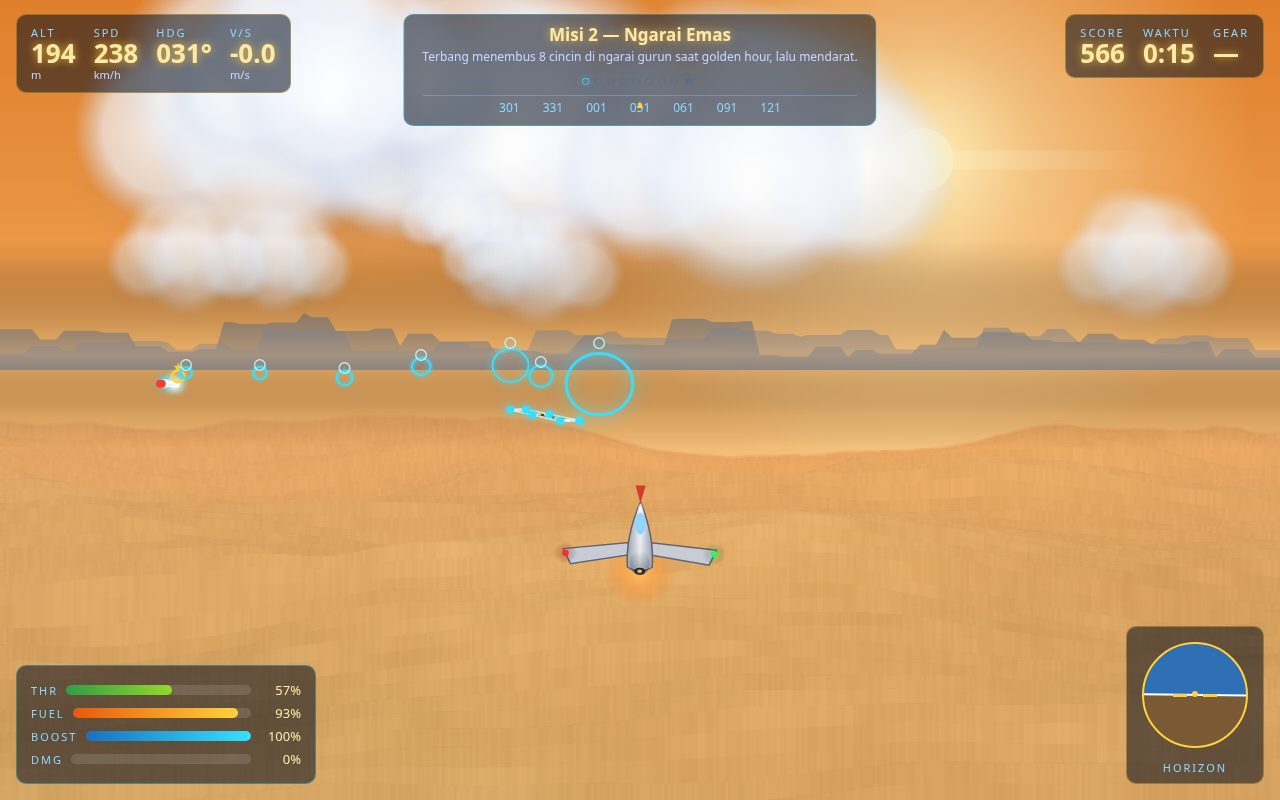 ALT SPD HDG V/S
194 238 031° -0.0
m km/h m/s
Misi 2 — Ngarai Emas
Terbang menembus 8 cincin di ngarai gurun saat golden hour, lalu mendarat.
301 331 001 031 061 091 121
SCORE WAKTU GEAR
566 0:15 —
THR 57%
FUEL 93%
BOOST 100%
DMG 0%
HORIZON